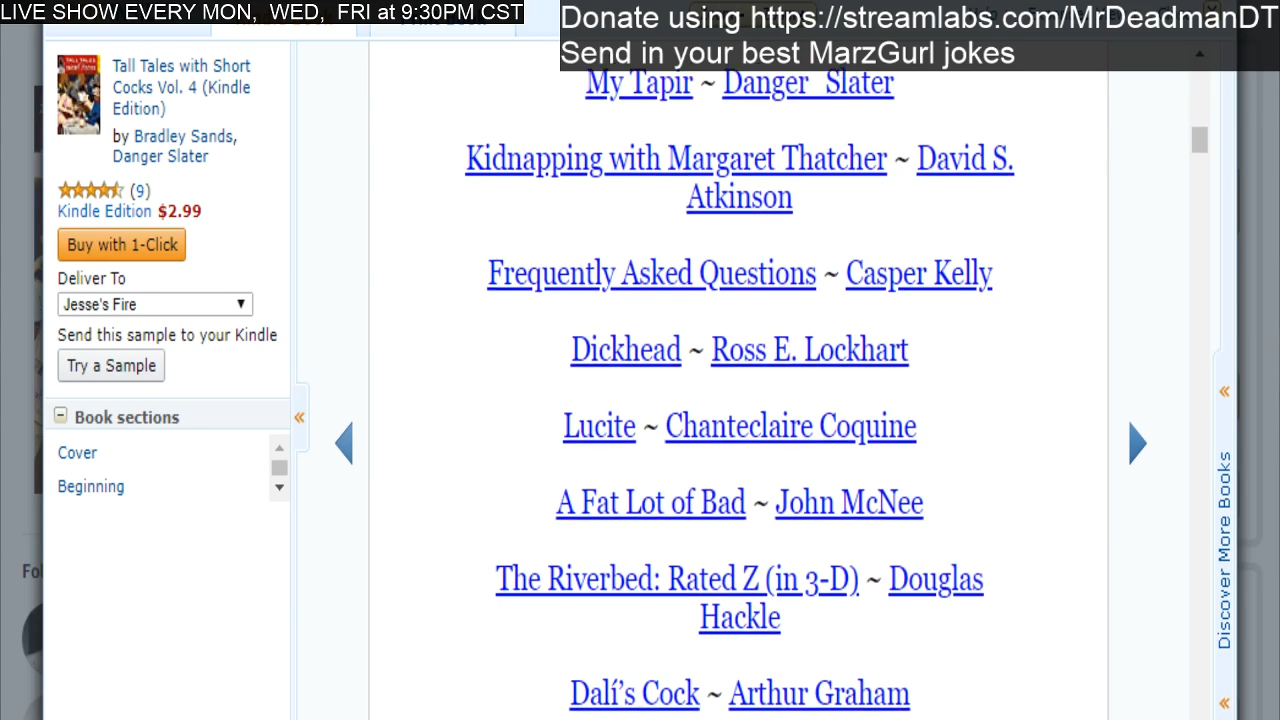 LIVE SHOW EVERY MON, WED, FRI at 9:30PM CST
Donate using https://streamlabs.com/MrDeadmanDT
Send in your best MarzGurl jokes
Tall Tales with Short
Cocks Vol. 4 (Kindle
Edition)
by Bradley Sands,
Danger Slater
(9)
Kindle Edition $2.99
Buy with 1-Click
Deliver To
Jesse's Fire
Send this sample to your Kindle
Try a Sample
Book sections
Cover
Beginning
My Tapir ~ Danger_Slater
Kidnapping with Margaret Thatcher ~ David S.
Atkinson
Frequently Asked Questions ~ Casper Kelly
Dickhead ~ Ross E. Lockhart
Lucite ~ Chanteclaire Coquine
A Fat Lot of Bad ~ John McNee
The Riverbed: Rated Z (in 3-D) ~ Douglas
Hackle
Dalí's Cock ~ Arthur Graham
Discover More Books
Fol